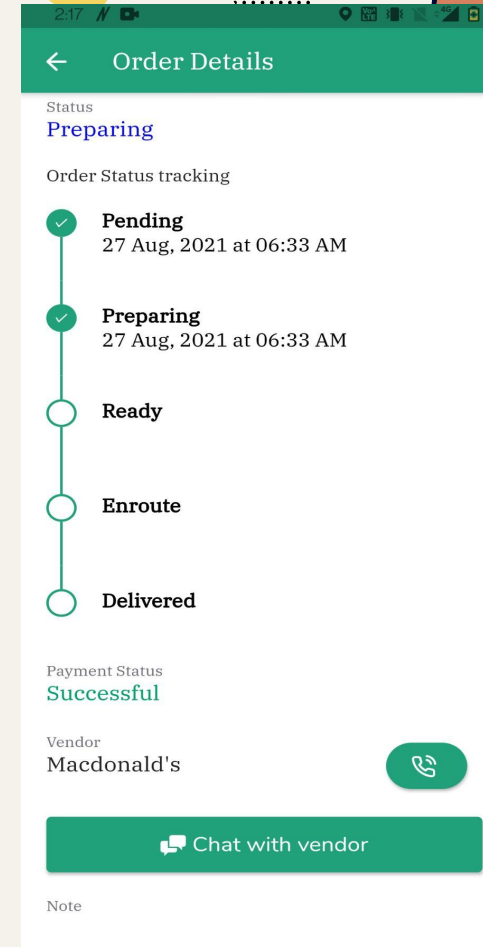 2:17
4G
Order Details
Status
Preparing
Order Status tracking
Pending
27 Aug, 2021 at 06:33 AM
Preparing
27 Aug, 2021 at 06:33 AM
Ready
Enroute
Delivered
Payment Status
Successful
Vendor
Macdonald's
Chat with vendor
Note